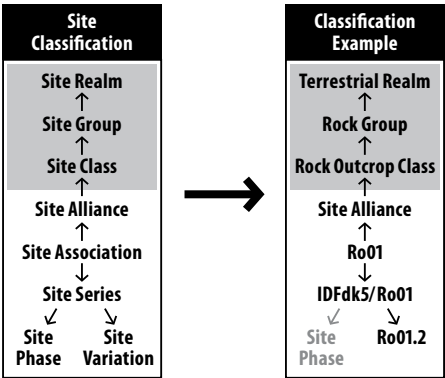 Site
Classification
Site Realm
Site Group
Site Class
Site Alliance
Site Association
Site Series
Site
Phase
Site
Variation
Classification
Example
Terrestrial Realm
Rock Group
Rock Outcrop Class
Site Alliance
Ro01
IDFdk5/Ro01
Site
Phase
Ro01.2